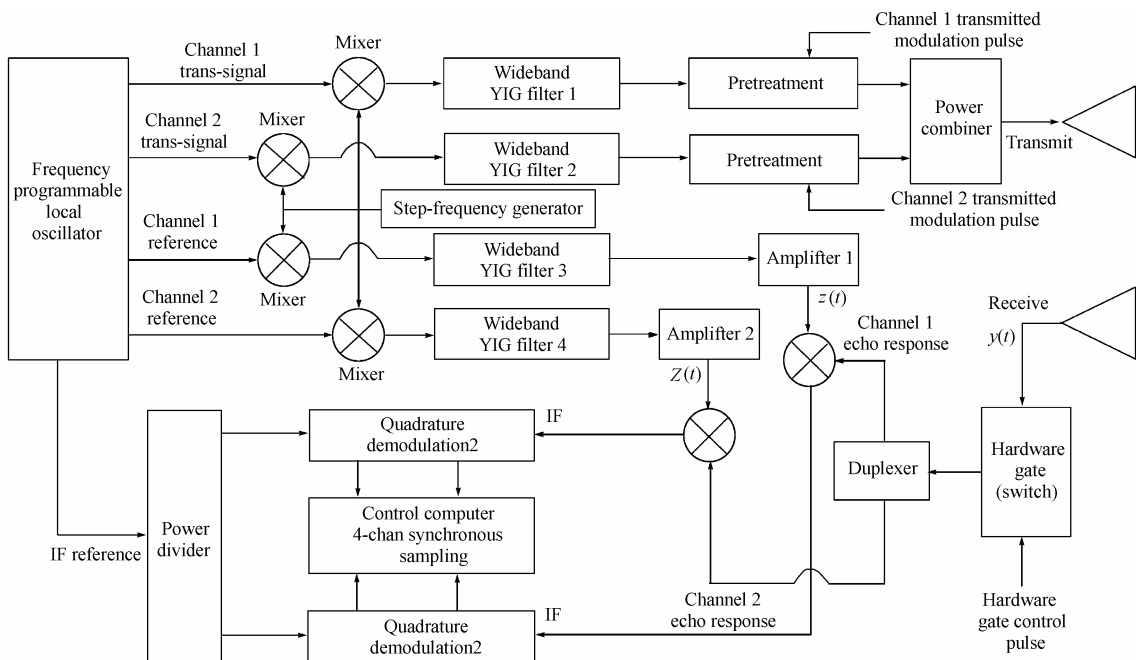 Channel 1
trans-signal
Mixer
Wideband
YIG filter 1
Pretreatment
Channel 1 transmitted
modulation pulse
Power
combiner
Transmit
Channel 2
trans-signal
Mixer
Wideband
YIG filter 2
Pretreatment
Channel 2 transmitted
modulation pulse
Frequency
programmable
local
oscillator
Step-frequency generator
Channel 1
reference
Mixer
Wideband
YIG filter 3
Amplifier 1
z(t)
Channel 2
reference
Mixer
Wideband
YIG filter 4
Amplifier 2
Z(t)
Channel 1
echo response
Receive
y(t)
Hardware
gate
(switch)
Duplexer
Hardware
gate control
pulse
IF
Quadrature
demodulation2
Control computer
4-chan synchronous
sampling
Power
divider
IF reference
Channel 2
echo response
IF
Quadrature
demodulation2